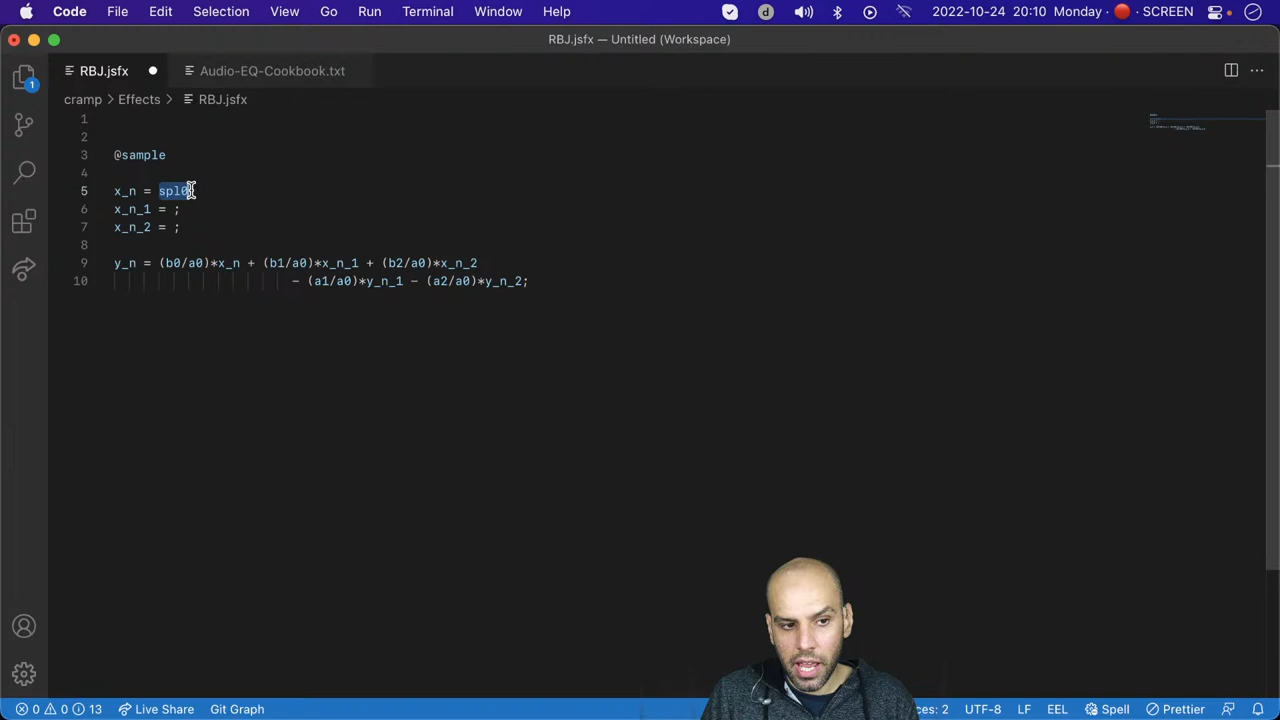 Code File Edit Selection View Go Run Terminal Window Help d 2022-10-24 20:10 Monday SCREEN
RBJ.jsfx — Untitled (Workspace)
RBJ.jsfx Audio-EQ-Cookbook.txt
cramp > Effects > RBJ.jsfx
1
2
3 @sample
4
5 x_n = spl0
6 x_n_1 = ;
7 x_n_2 = ;
8
9 y_n = (b0/a0)*x_n + (b1/a0)*x_n_1 + (b2/a0)*x_n_2
10 - (a1/a0)*y_n_1 - (a2/a0)*y_n_2;
1
0 0 13 Live Share Git Graph ces: 2 UTF-8 LF EEL Spell Prettier